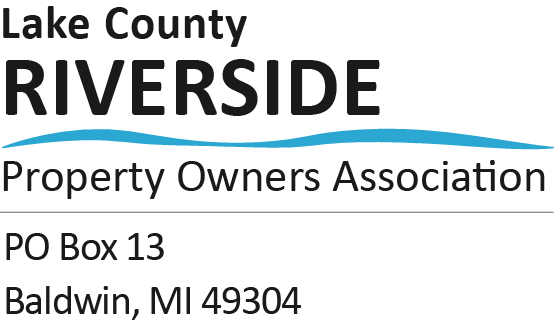 Lake County
RIVERSIDE
Property Owners Association
PO Box 13
Baldwin, MI 49304